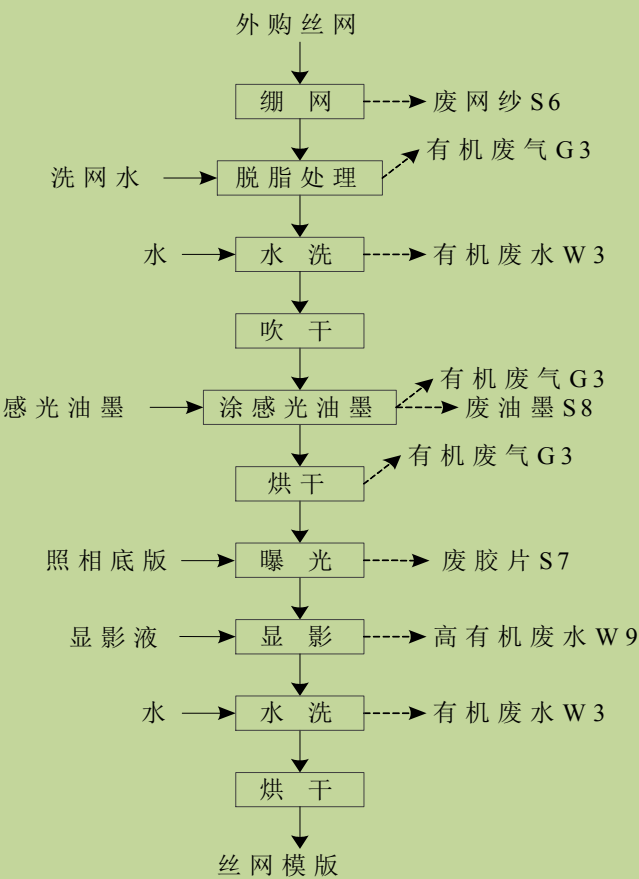 外购丝网
绷网
废网纱S6
有机废气G3
洗网水
脱脂处理
水
水洗
有机废水W3
吹干
有机废气G3
感光油墨
涂感光油墨
废油墨S8
有机废气G3
烘干
照相底版
曝光
废胶片S7
显影液
显影
高有机废水W9
水
水洗
有机废水W3
烘干
丝网模版